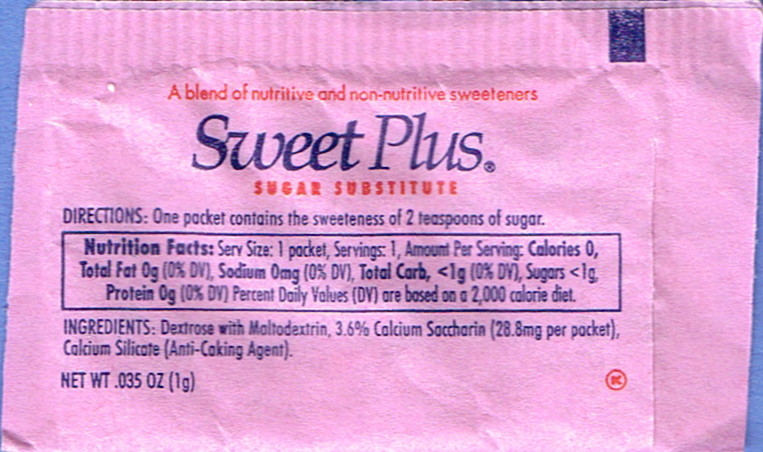 A blend of nutritive and non-nutritive sweeteners
Sweet Plus®
SUGAR SUBSTITUTE
DIRECTIONS: One packet contains the sweeteness of 2 teaspoons of sugar.
Nutrition Facts: Serv Size: 1 packet, Servings: 1, Amount Per Serving: Calories 0,
Total Fat 0g (0% DV), Sodium 0mg (0% DV), Total Carb, <1g (0% DV), Sugars <1g,
Protein 0g (0% DV) Percent Daily Values (DV) are based on a 2,000 calorie diet.
INGREDIENTS: Dextrose with Maltodextrin, 3.6% Calcium Saccharin (28.8mg per packet),
Calcium Silicate (Anti-Caking Agent).
NET WT .035 OZ (1g)
K